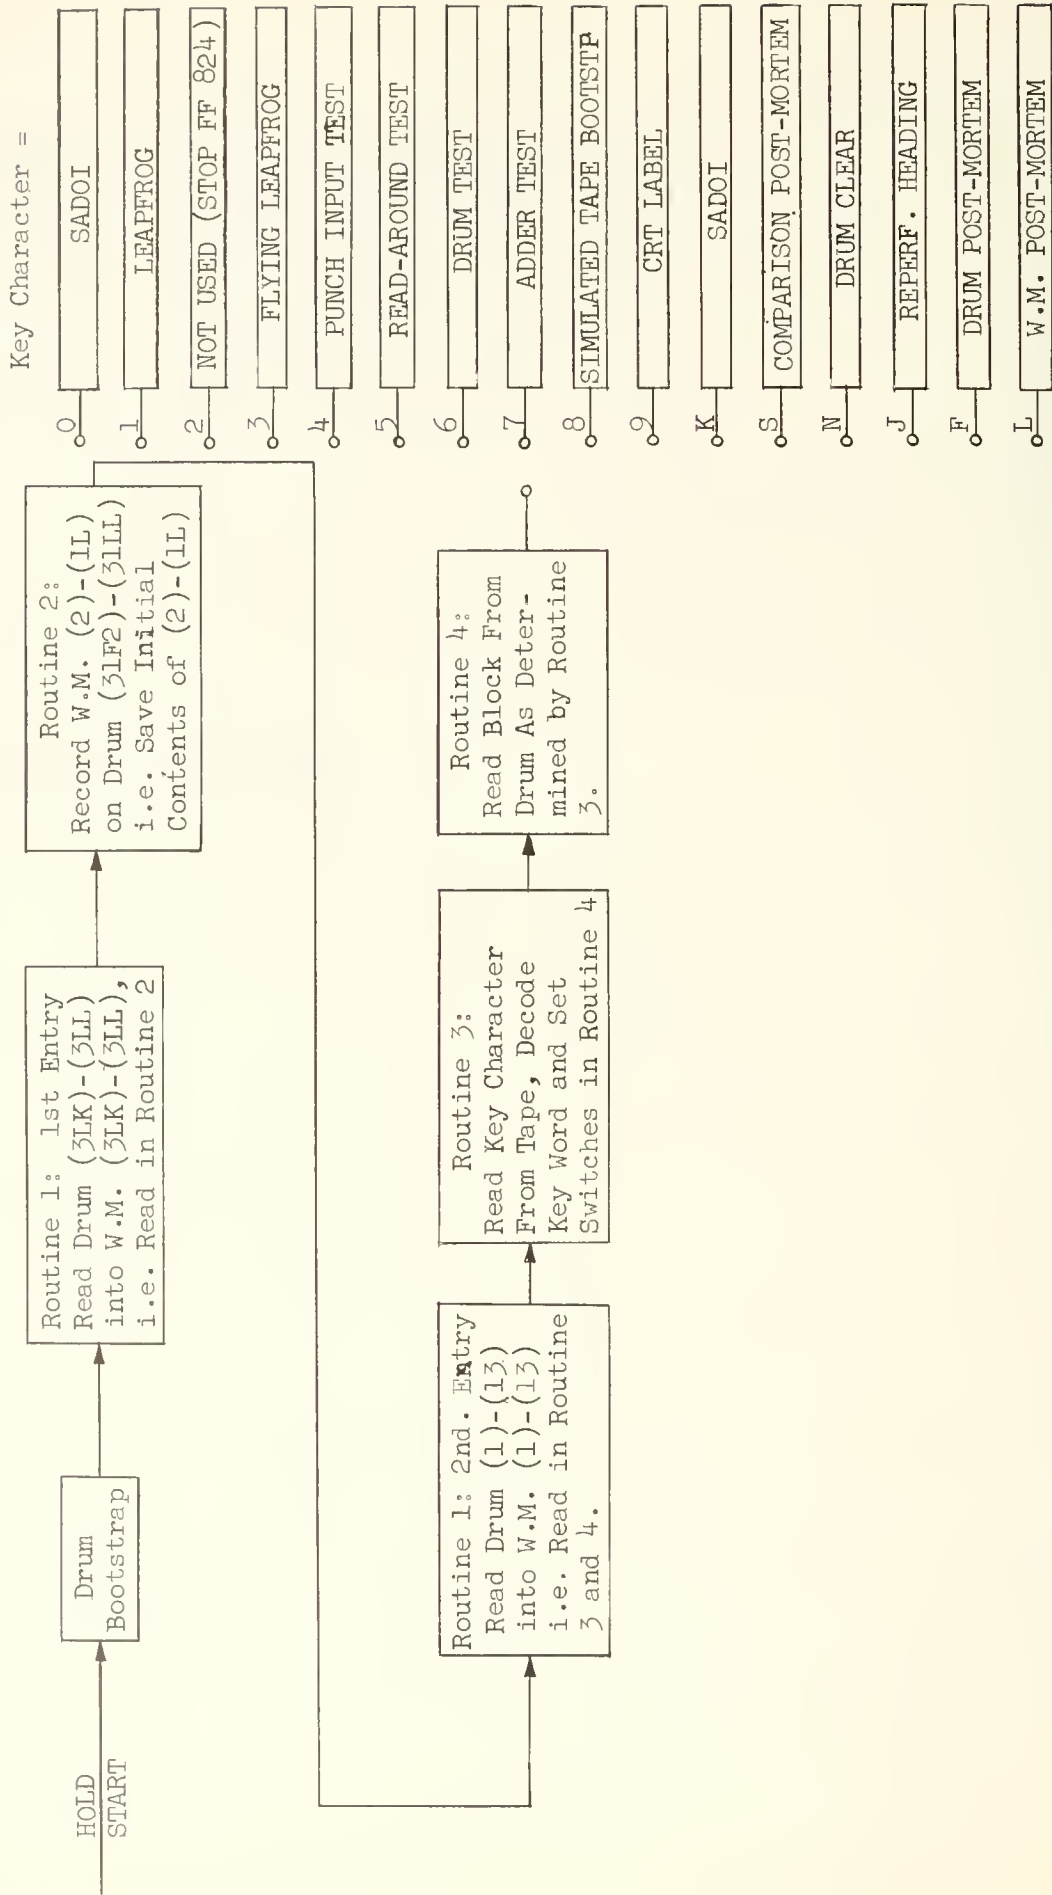 HOLD
START
Drum
Bootstrap
Routine 1: 1st Entry
Read Drum (3LK)-(3LL)
into W.M. (3LK)-(3LL),
i.e. Read in Routine 2
Routine 2:
Record W.M. (2)-(1L)
on Drum (31F2)-(31LL)
i.e. Save Initial
Contents of (2)-(1L)
Routine 1: 2nd. Entry
Read Drum (1)-(13)
into W.M. (1)-(13)
i.e. Read in Routine
3 and 4.
Routine 3:
Read Key Character
From Tape, Decode
Key Word and Set
Switches in Routine 4
Routine 4:
Read Block From
Drum As Deter-
mined by Routine
3.
Key Character =
0 SADOI
1 LEAPFROG
2 NOT USED (STOP FF 824)
3 FLYING LEAPFROG
4 PUNCH INPUT TEST
5 READ-AROUND TEST
6 DRUM TEST
7 ADDER TEST
8 SIMULATED TAPE BOOTSTP
9 CRT LABEL
K SADOI
S COMPARISON POST-MORTEM
N DRUM CLEAR
J REPERF. HEADING
F DRUM POST-MORTEM
L W.M. POST-MORTEM